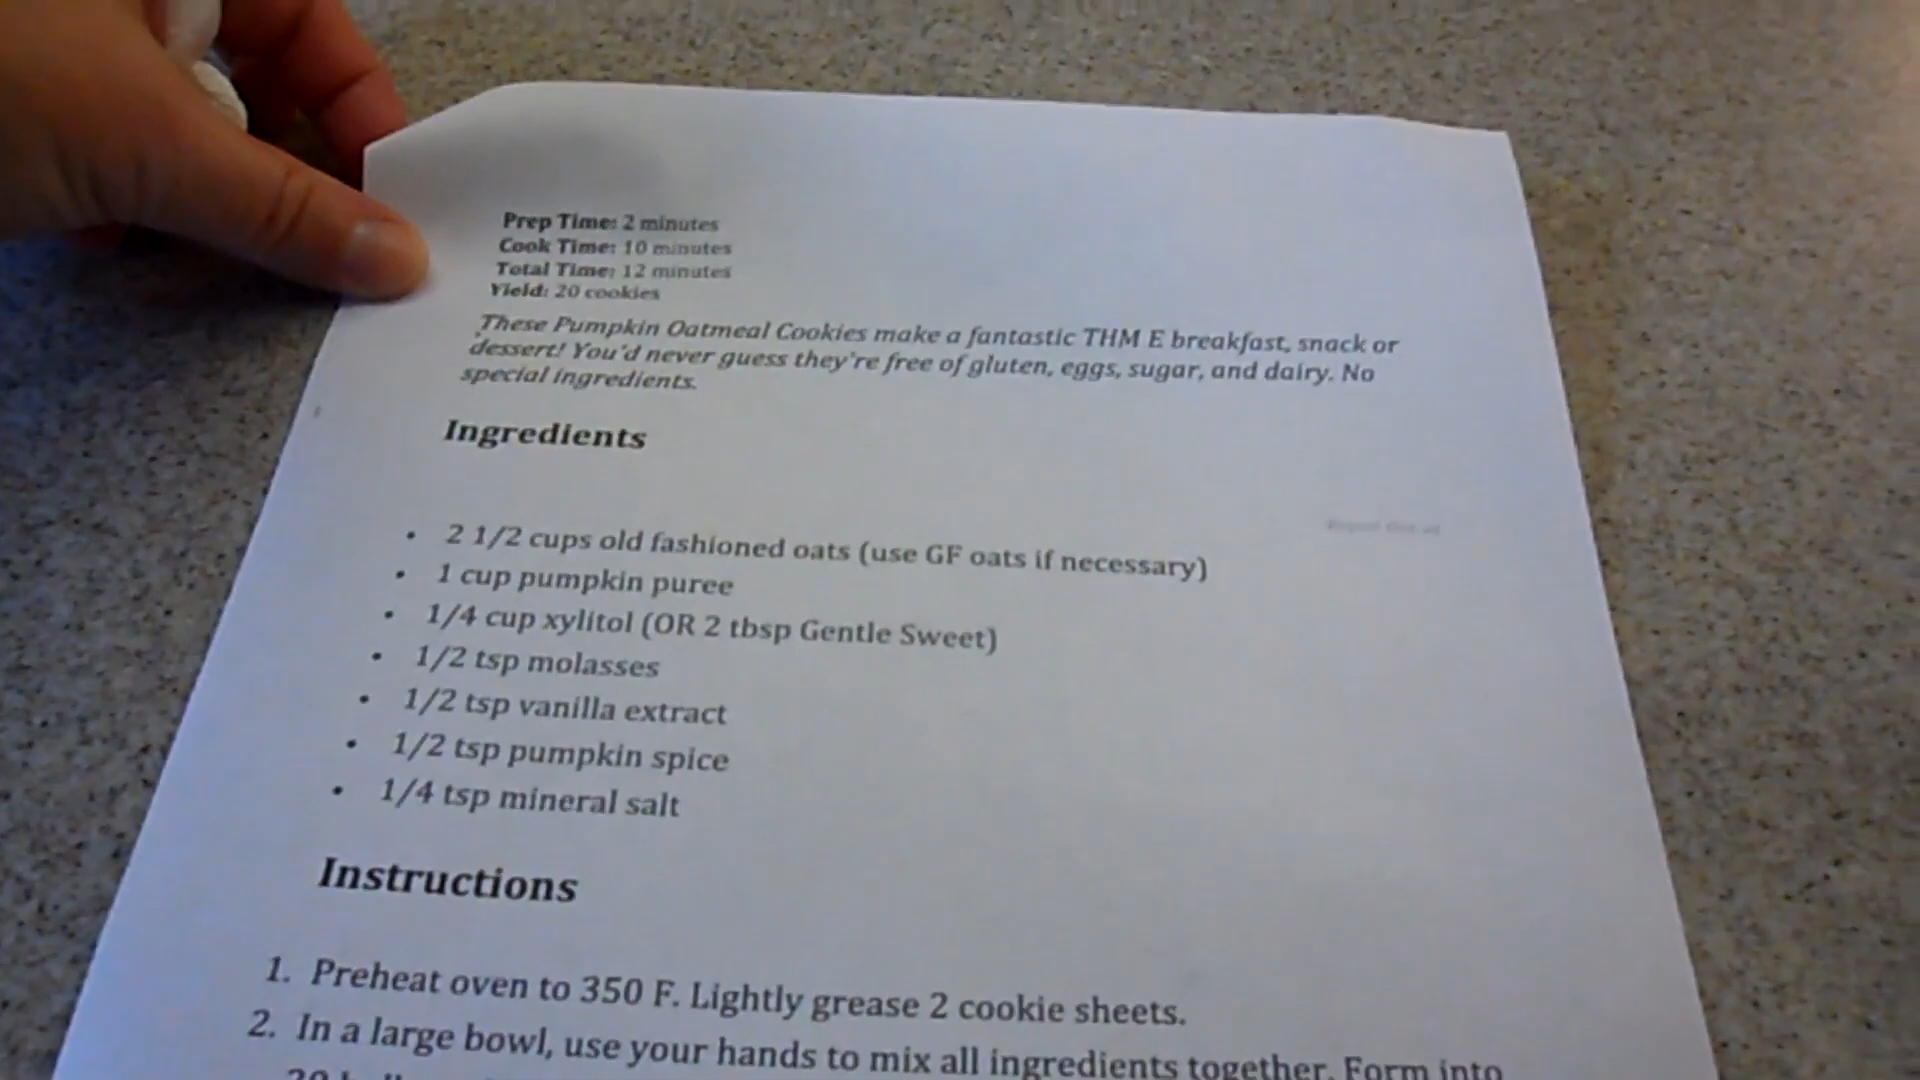 Prep Time: 2 minutes
Cook Time: 10 minutes
Total Time: 12 minutes
Yield: 20 cookies
These Pumpkin Oatmeal Cookies make a fantastic THM E breakfast, snack or
dessert! You'd never guess they're free of gluten, eggs, sugar, and dairy. No
special ingredients.
Ingredients
• 2 1/2 cups old fashioned oats (use GF oats if necessary)
• 1 cup pumpkin puree
• 1/4 cup xylitol (OR 2 tbsp Gentle Sweet)
• 1/2 tsp molasses
• 1/2 tsp vanilla extract
• 1/2 tsp pumpkin spice
• 1/4 tsp mineral salt
Instructions
1. Preheat oven to 350 F. Lightly grease 2 cookie sheets.
2. In a large bowl, use your hands to mix all ingredients together. Form into